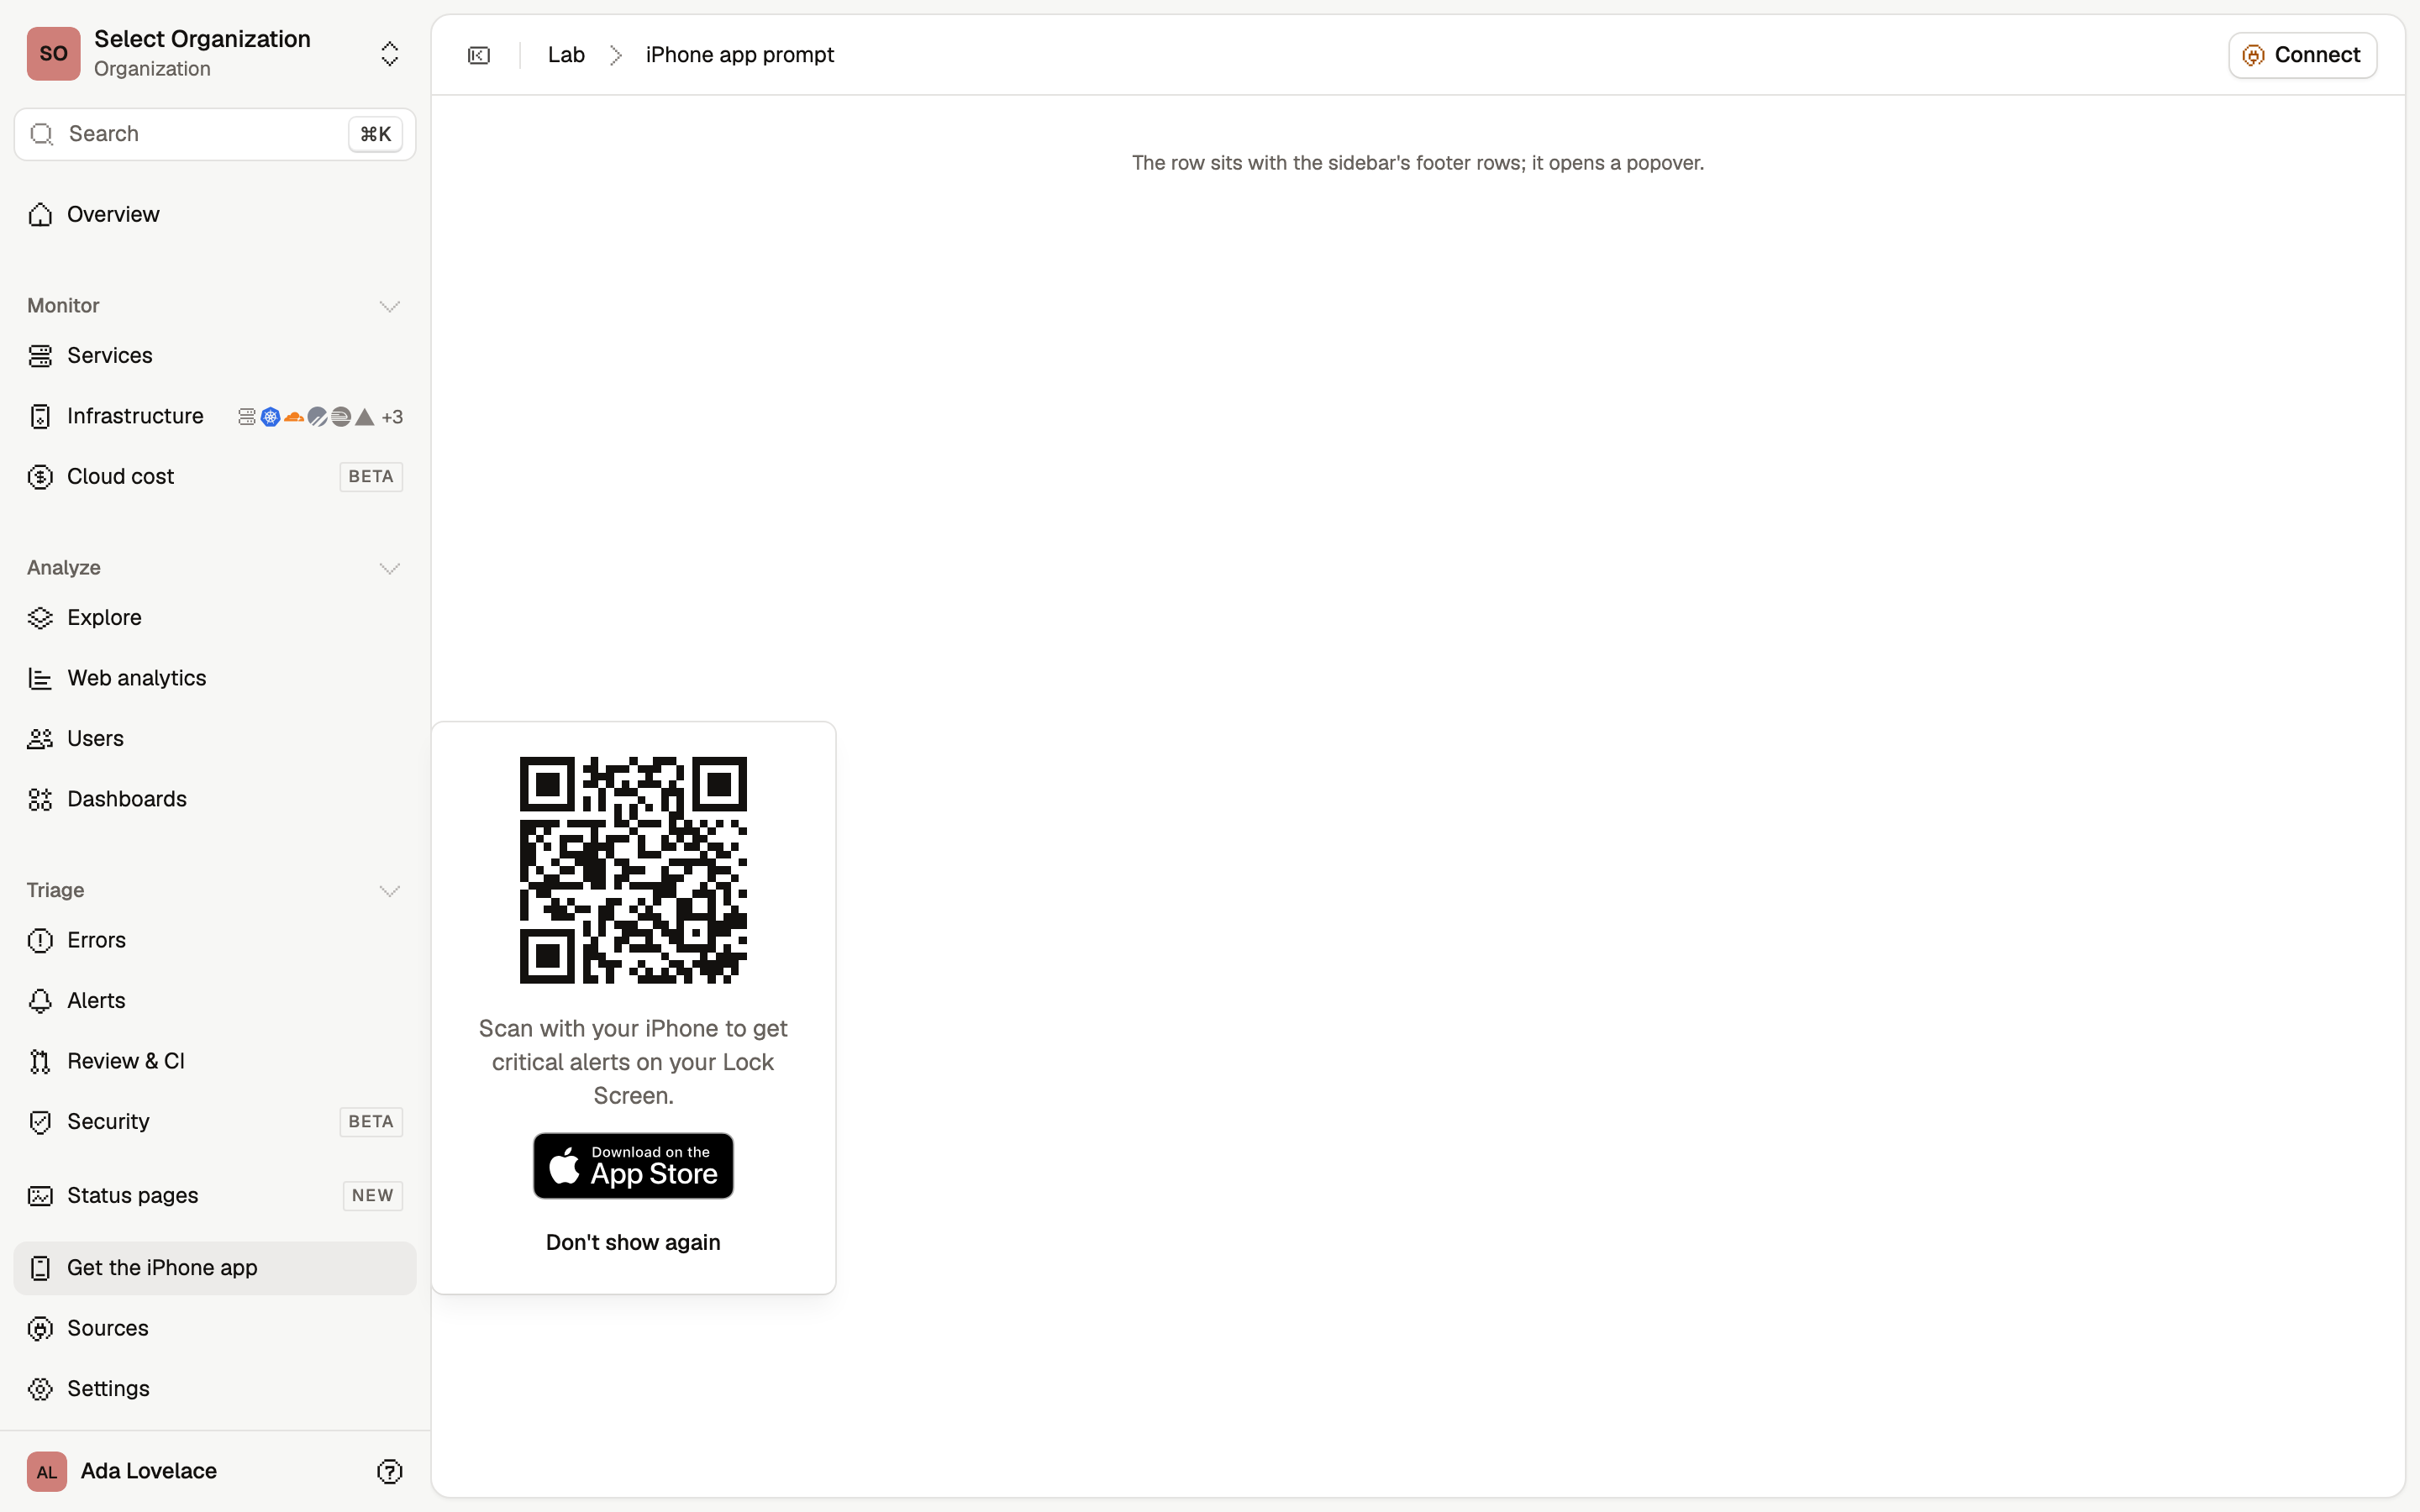 SO
Select Organization
Organization
Search
⌘K
Overview
Monitor
Services
Infrastructure +3
Cloud cost BETA
Analyze
Explore
Web analytics
Users
Dashboards
Triage
Errors
Alerts
Review & CI
Security BETA
Status pages NEW
Get the iPhone app
Sources
Settings
AL Ada Lovelace
Lab iPhone app prompt
Connect
The row sits with the sidebar's footer rows; it opens a popover.
Scan with your iPhone to get
critical alerts on your Lock
Screen.
Download on the
App Store
Don't show again